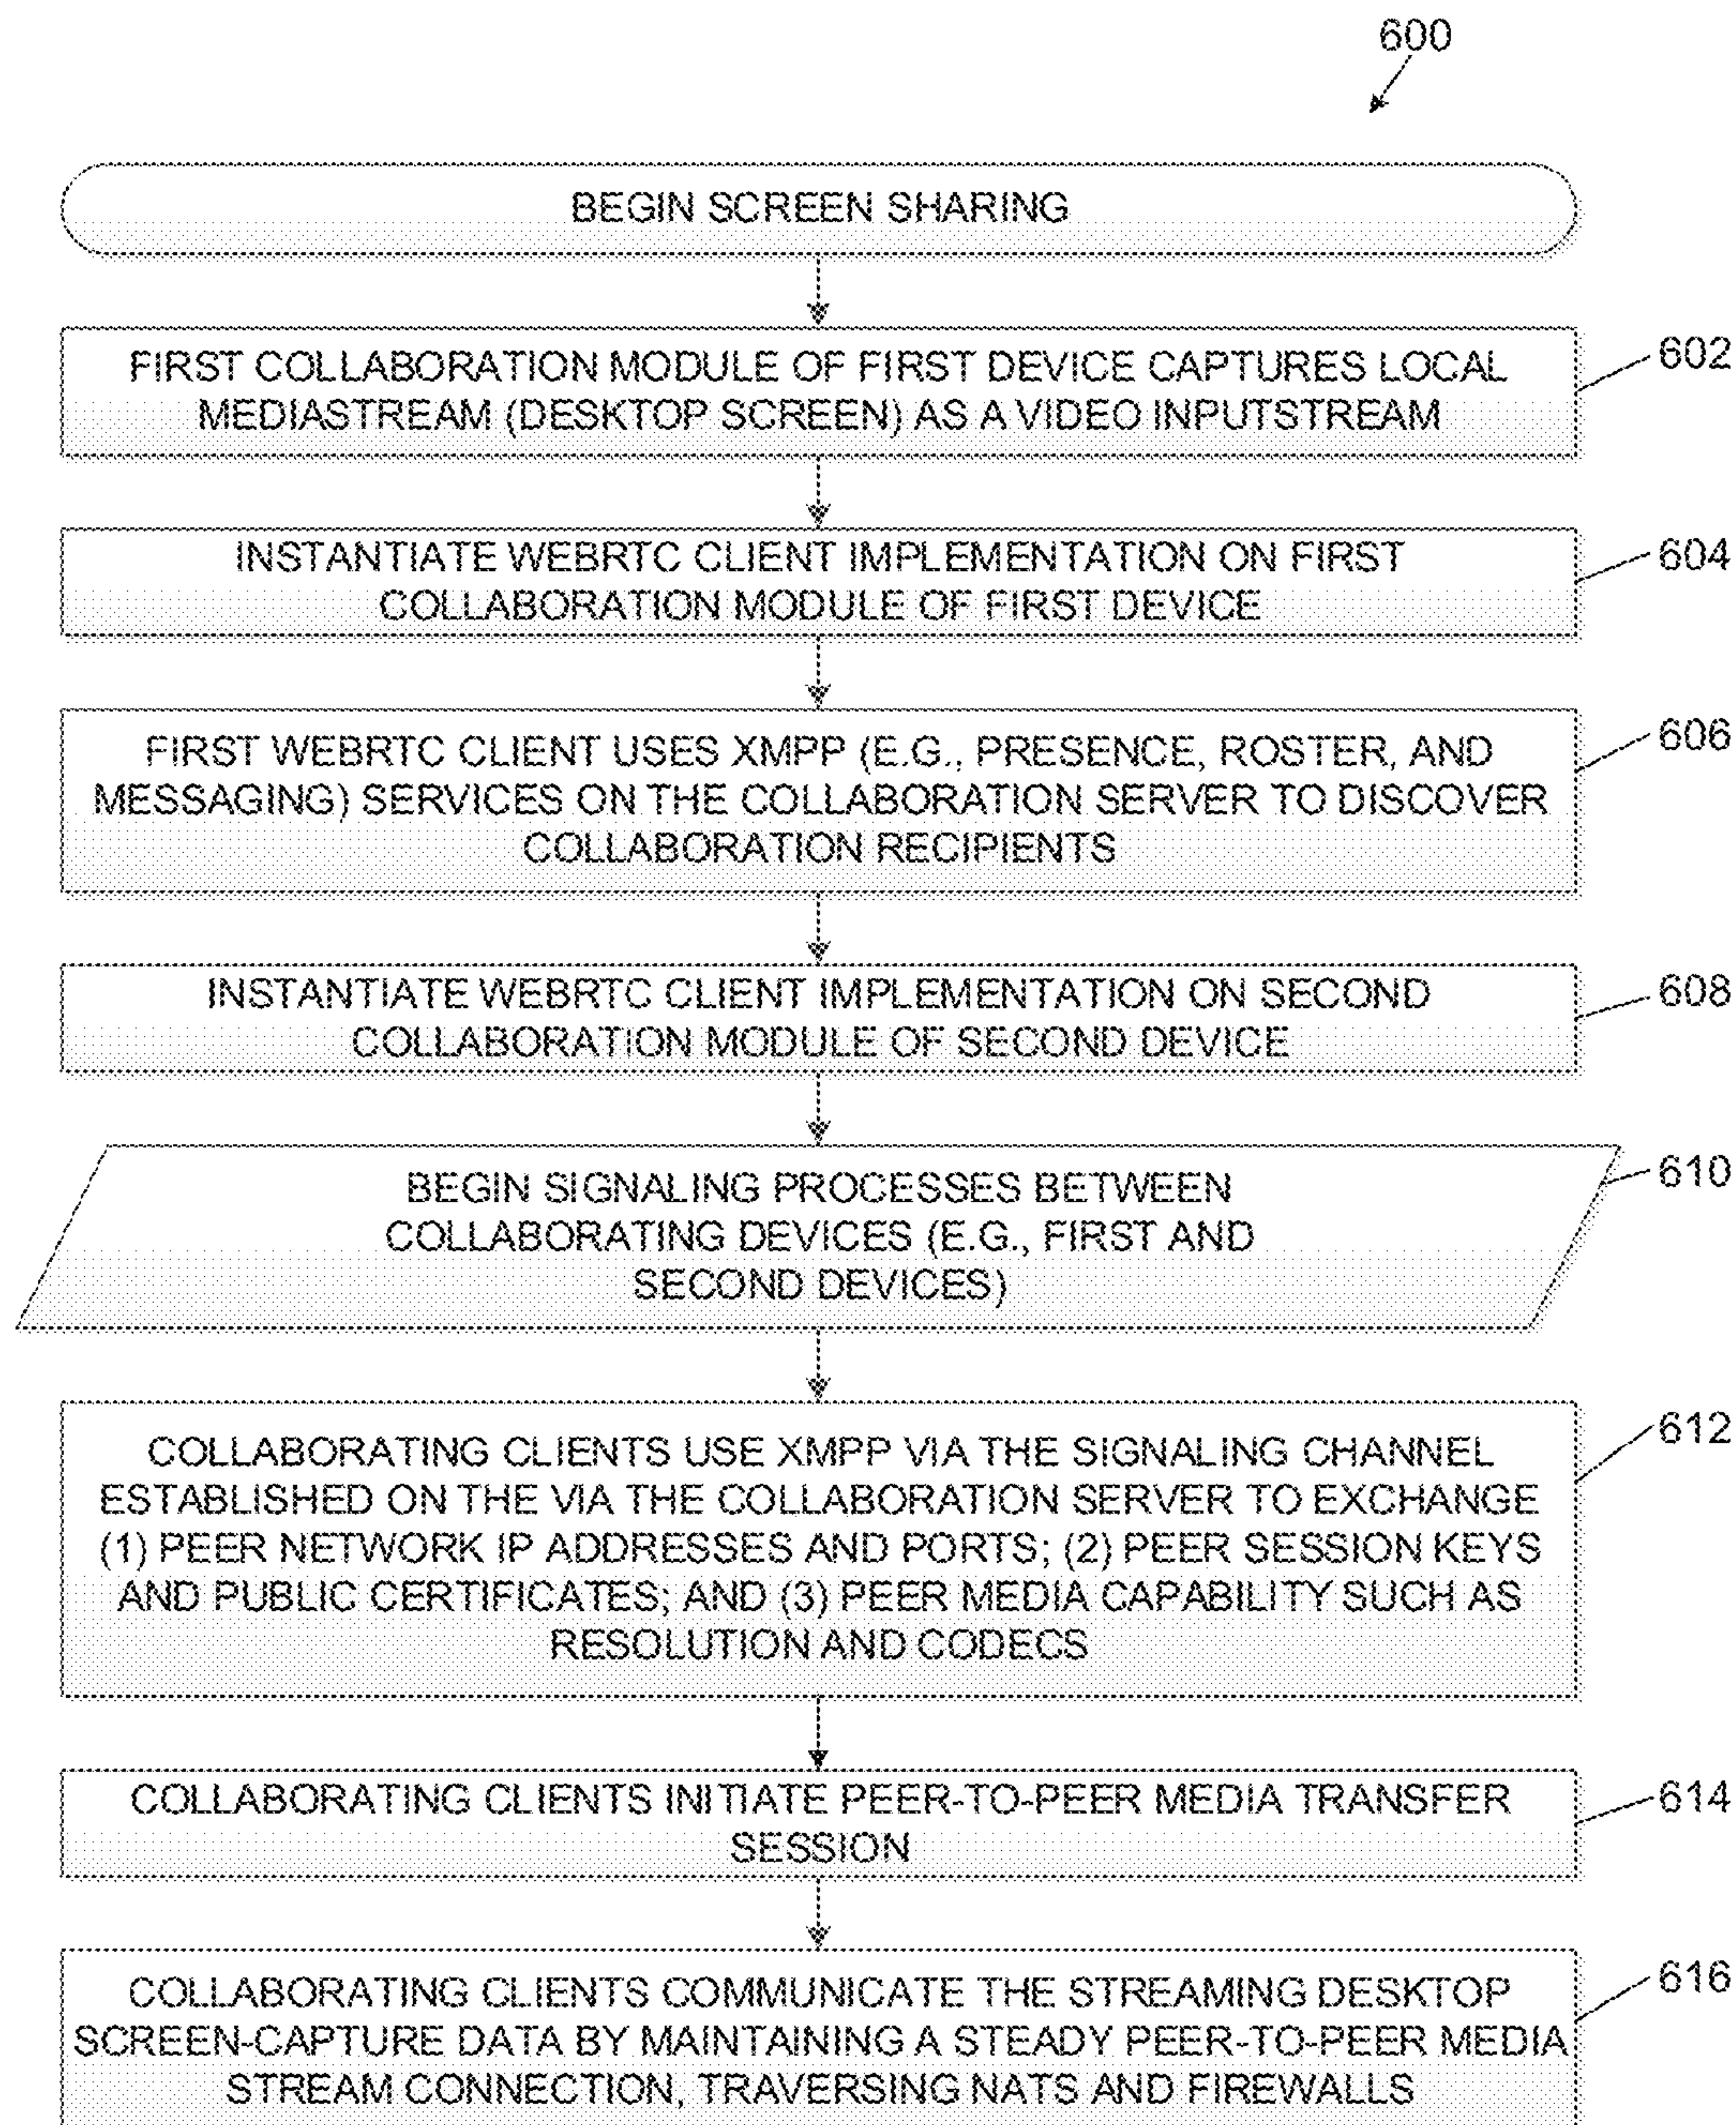 600
BEGIN SCREEN SHARING
FIRST COLLABORATION MODULE OF FIRST DEVICE CAPTURES LOCAL
MEDIASTREAM (DESKTOP SCREEN) AS A VIDEO INPUTSTREAM
602
INSTANTIATE WEBRTC CLIENT IMPLEMENTATION ON FIRST
COLLABORATION MODULE OF FIRST DEVICE
604
FIRST WEBRTC CLIENT USES XMPP (E.G., PRESENCE, ROSTER, AND
MESSAGING) SERVICES ON THE COLLABORATION SERVER TO DISCOVER
COLLABORATION RECIPIENTS
606
INSTANTIATE WEBRTC CLIENT IMPLEMENTATION ON SECOND
COLLABORATION MODULE OF SECOND DEVICE
608
BEGIN SIGNALING PROCESSES BETWEEN
COLLABORATING DEVICES (E.G., FIRST AND
SECOND DEVICES)
610
COLLABORATING CLIENTS USE XMPP VIA THE SIGNALING CHANNEL
ESTABLISHED ON THE VIA THE COLLABORATION SERVER TO EXCHANGE
(1) PEER NETWORK IP ADDRESSES AND PORTS; (2) PEER SESSION KEYS
AND PUBLIC CERTIFICATES; AND (3) PEER MEDIA CAPABILITY SUCH AS
RESOLUTION AND CODECS
612
COLLABORATING CLIENTS INITIATE PEER-TO-PEER MEDIA TRANSFER
SESSION
614
COLLABORATING CLIENTS COMMUNICATE THE STREAMING DESKTOP
SCREEN-CAPTURE DATA BY MAINTAINING A STEADY PEER-TO-PEER MEDIA
STREAM CONNECTION, TRAVERSING NATS AND FIREWALLS
616